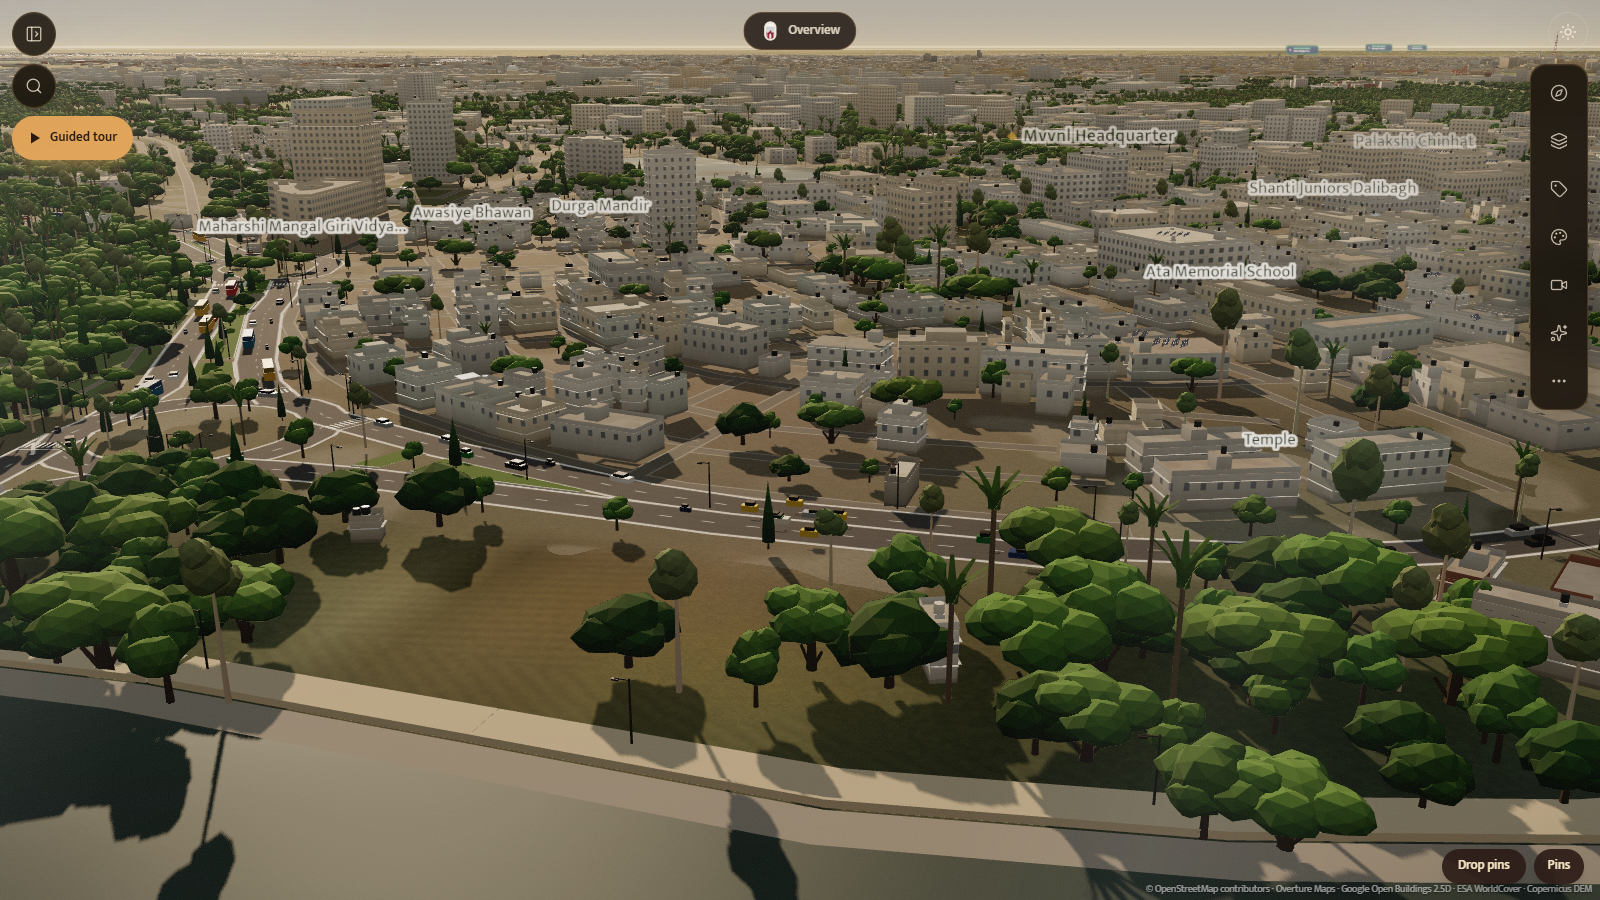 Overview
Guided tour
Mvvnl Headquarter
Palakshi Chinhat
Shanti Juniors Dalibagh
Durga Mandir
Awasiye Bhawan
Maharshi Mangal Giri Vidya...
Ata Memorial School
Temple
Drop pins
Pins
© OpenStreetMap contributors · Overture Maps · Google Open Buildings 2.5D · ESA WorldCover · Copernicus DEM